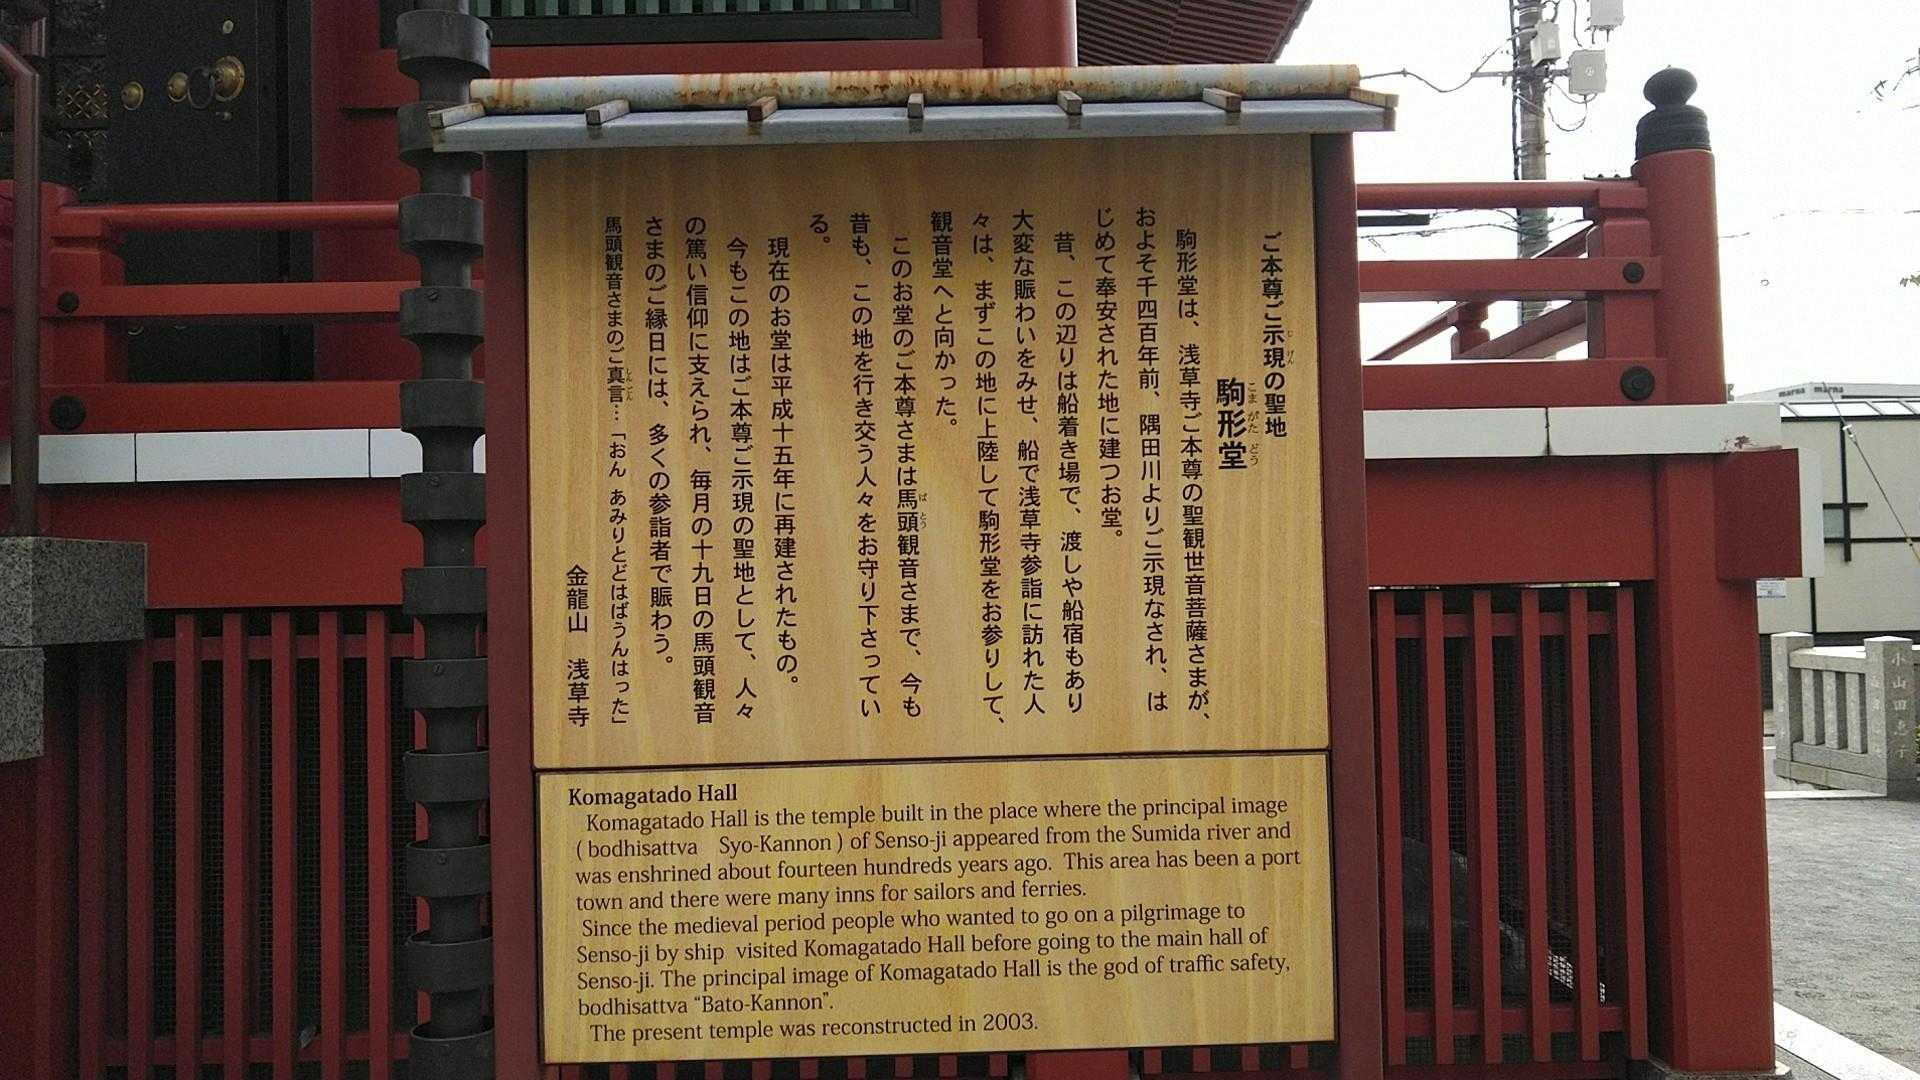 ご本尊ご示現の聖地
駒形堂
駒形堂は、浅草寺ご本尊の聖観世音菩薩さまが、
およそ千四百年前、隅田川よりご示現なされ、は
じめて奉安された地に建つお堂。
昔、この辺りは船着き場で、渡しや船宿もあり
大変な賑わいをみせ、船で浅草寺参詣に訪れた人
々は、まずこの地に上陸して駒形堂をお参りして、
観音堂へと向かった。
このお堂のご本尊さまは馬頭観音さまで、今も
昔も、この地を行き交う人々をお守り下さってい
る。
現在のお堂は平成十五年に再建されたもの。
今もこの地はご本尊ご示現の聖地として、人々
の篤い信仰に支えられ、毎月の十九日の馬頭観音
さまのご縁日には、多くの参詣者で賑わう。
馬頭観音さまのご真言…「おん あみりとどはばうんはった」
金龍山 浅草寺
Komagatado Hall
Komagatado Hall is the temple built in the place where the principal image
( bodhisattva Syo-Kannon ) of Senso-ji appeared from the Sumida river and
was enshrined about fourteen hundreds years ago. This area has been a port
town and there were many inns for sailors and ferries.
Since the medieval period people who wanted to go on a pilgrimage to
Senso-ji by ship visited Komagatado Hall before going to the main hall of
Senso-ji. The principal image of Komagatado Hall is the god of traffic safety,
bodhisattva “Bato-Kannon”.
The present temple was reconstructed in 2003.
marna marna